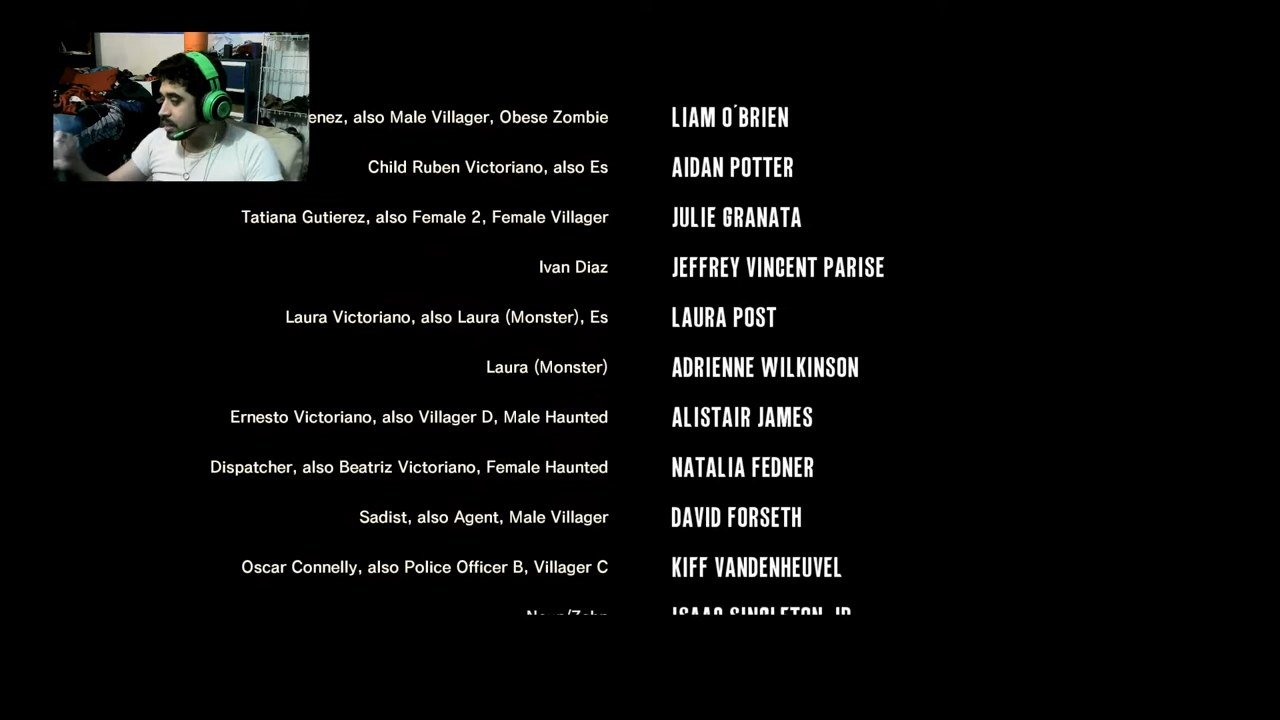 also Male Villager, Obese Zombie LIAM O'BRIEN
Child Ruben Victoriano, also Es AIDAN POTTER
Tatiana Gutierez, also Female 2, Female Villager JULIE GRANATA
Ivan Diaz JEFFREY VINCENT PARISE
Laura Victoriano, also Laura (Monster), Es LAURA POST
Laura (Monster) ADRIENNE WILKINSON
Ernesto Victoriano, also Villager D, Male Haunted ALISTAIR JAMES
Dispatcher, also Beatriz Victoriano, Female Haunted NATALIA FEDNER
Sadist, also Agent, Male Villager DAVID FORSETH
Oscar Connelly, also Police Officer B, Villager C KIFF VANDENHEUVEL
ISAAC SINGLETON JR